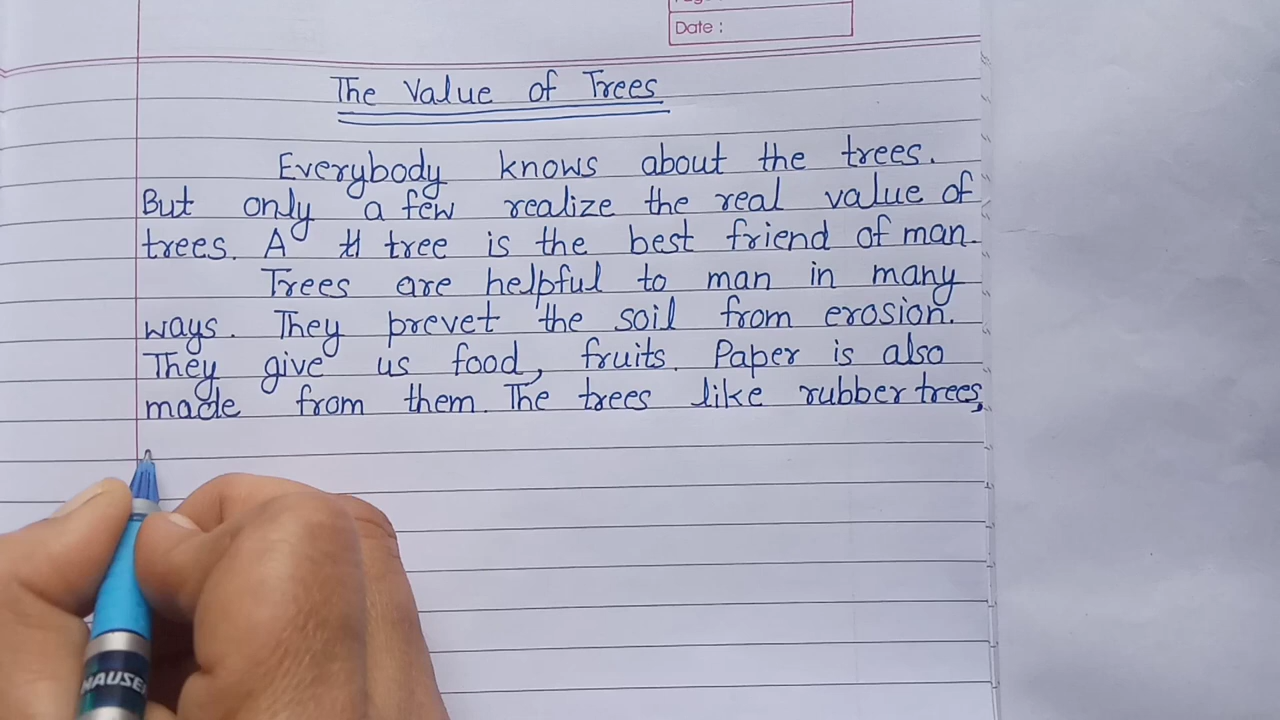 Date :
The Value of Trees
Everybody knows about the trees.
But only a few realize the real value of
trees. A tree is the best friend of man.
Trees are helpful to man in many
ways. They prevet the soil from erosion.
They give us food, fruits. Paper is also
made from them. The trees like rubber trees,
HAUSER